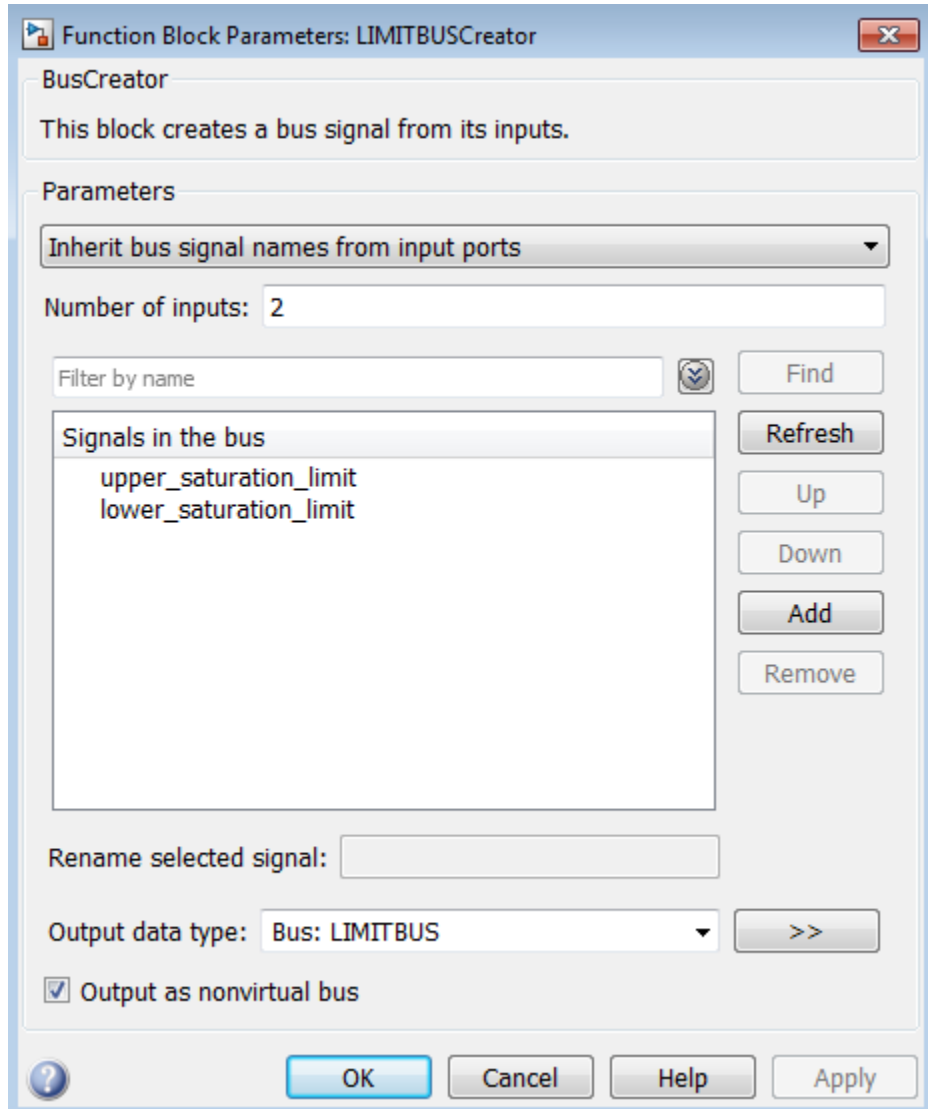 Function Block Parameters: LIMITBUSCreator
BusCreator
This block creates a bus signal from its inputs.
Parameters
Inherit bus signal names from input ports
Number of inputs: 2
Filter by name
Find
Signals in the bus
Refresh
upper_saturation_limit
lower_saturation_limit
Up
Down
Add
Remove
Rename selected signal:
Output data type: Bus: LIMITBUS >>
Output as nonvirtual bus
? OK Cancel Help Apply